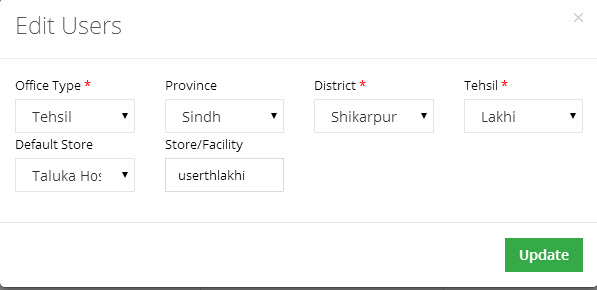 Edit Users ×
Office Type * Province District * Tehsil *
Tehsil Sindh Shikarpur Lakhi
Default Store Store/Facility
Taluka Hos userthlakhi
Update